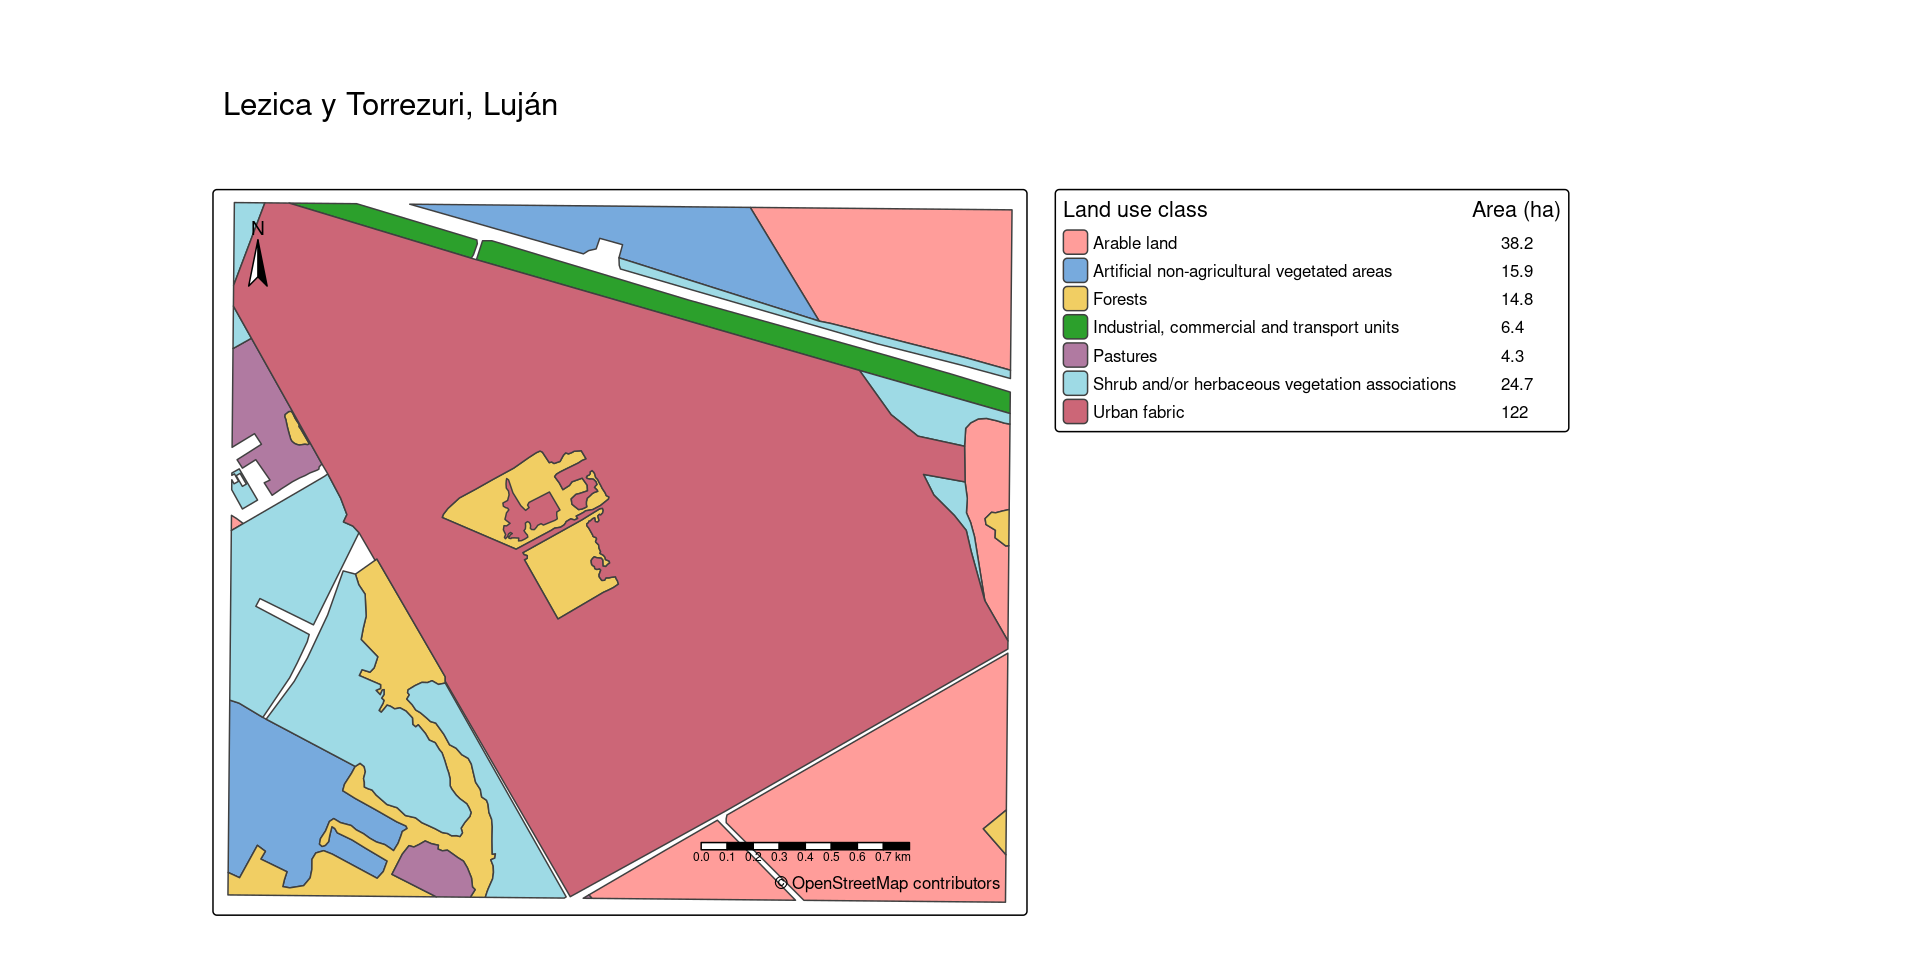 Lezica y Torrezuri, Luján
N
Land use class Area (ha)
Arable land 38.2
Artificial non-agricultural vegetated areas 15.9
Forests 14.8
Industrial, commercial and transport units 6.4
Pastures 4.3
Shrub and/or herbaceous vegetation associations 24.7
Urban fabric 122
0.0 0.1 0.2 0.3 0.4 0.5 0.6 0.7 km
© OpenStreetMap contributors